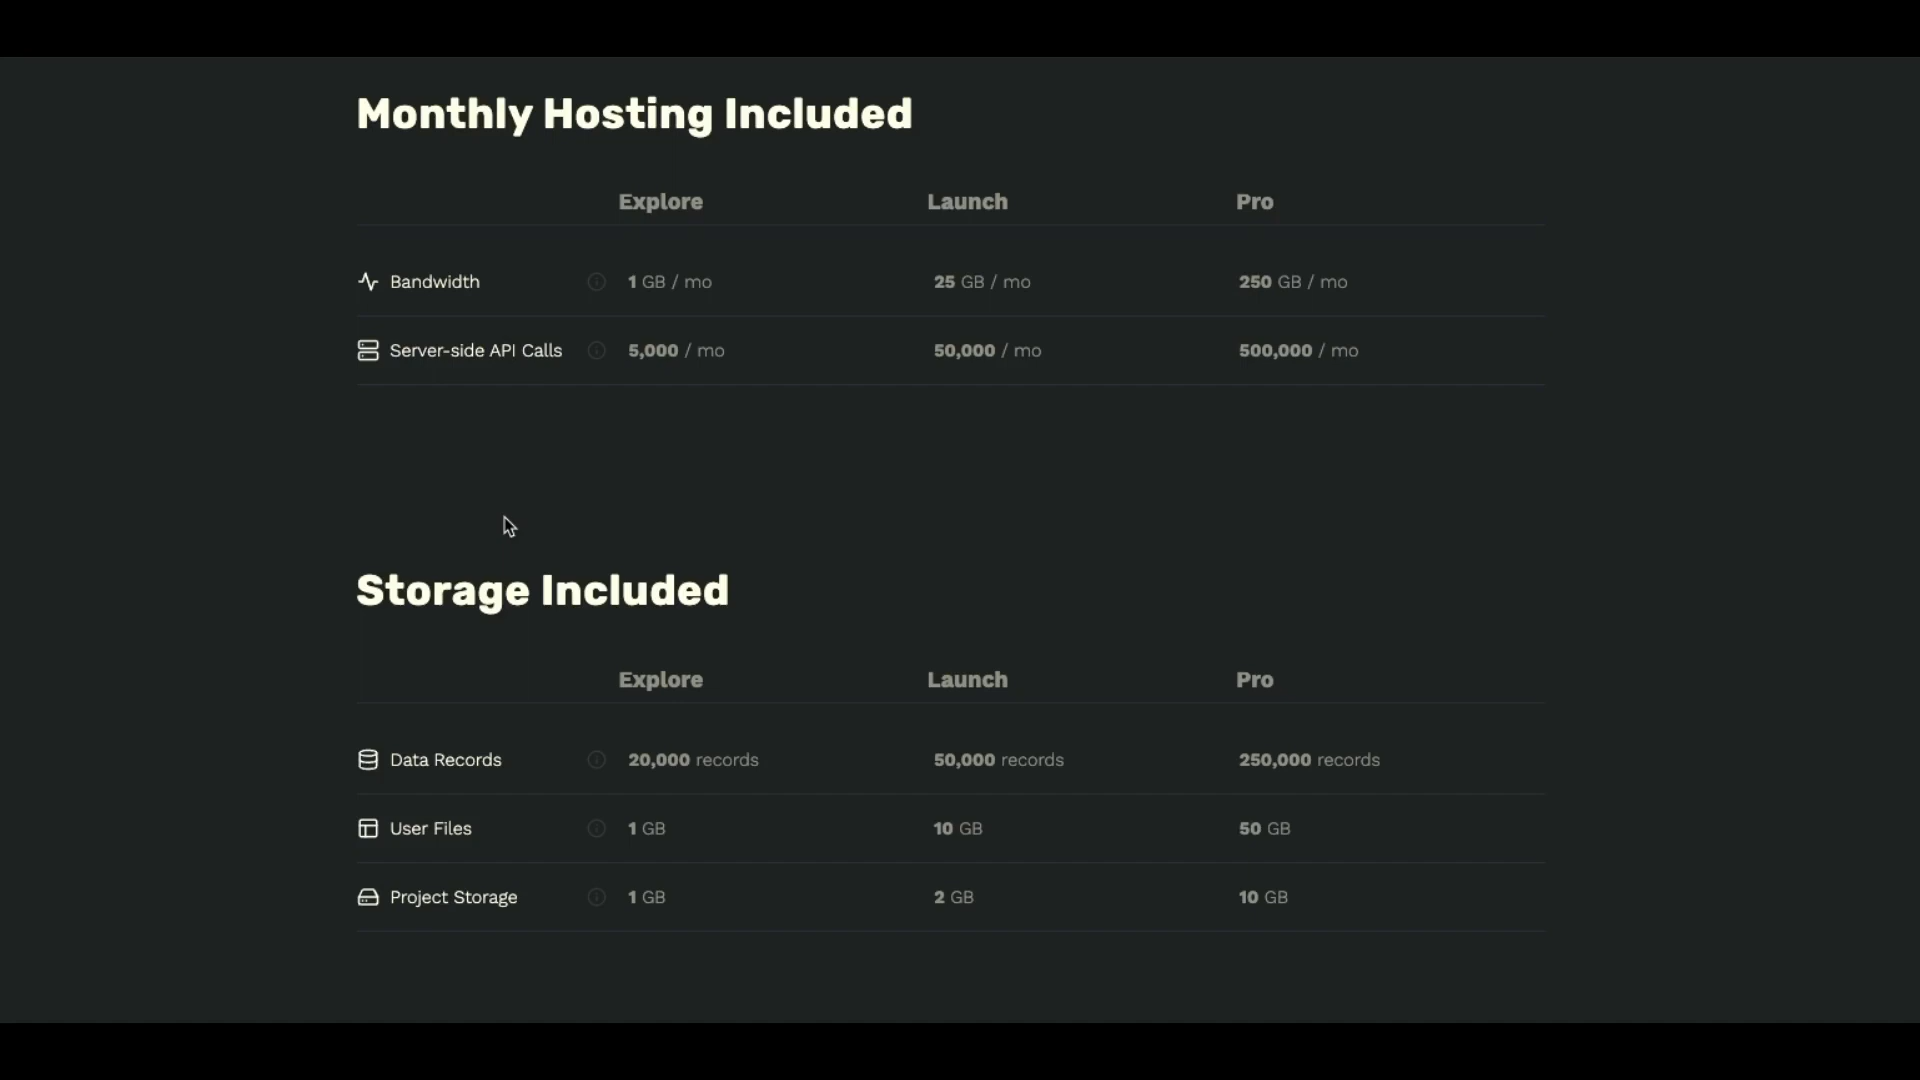 Monthly Hosting Included
Explore Launch Pro
Bandwidth 1 GB / mo 25 GB / mo 250 GB / mo
Server-side API Calls 5,000 / mo 50,000 / mo 500,000 / mo
Storage Included
Explore Launch Pro
Data Records 20,000 records 50,000 records 250,000 records
User Files 1 GB 10 GB 50 GB
Project Storage 1 GB 2 GB 10 GB